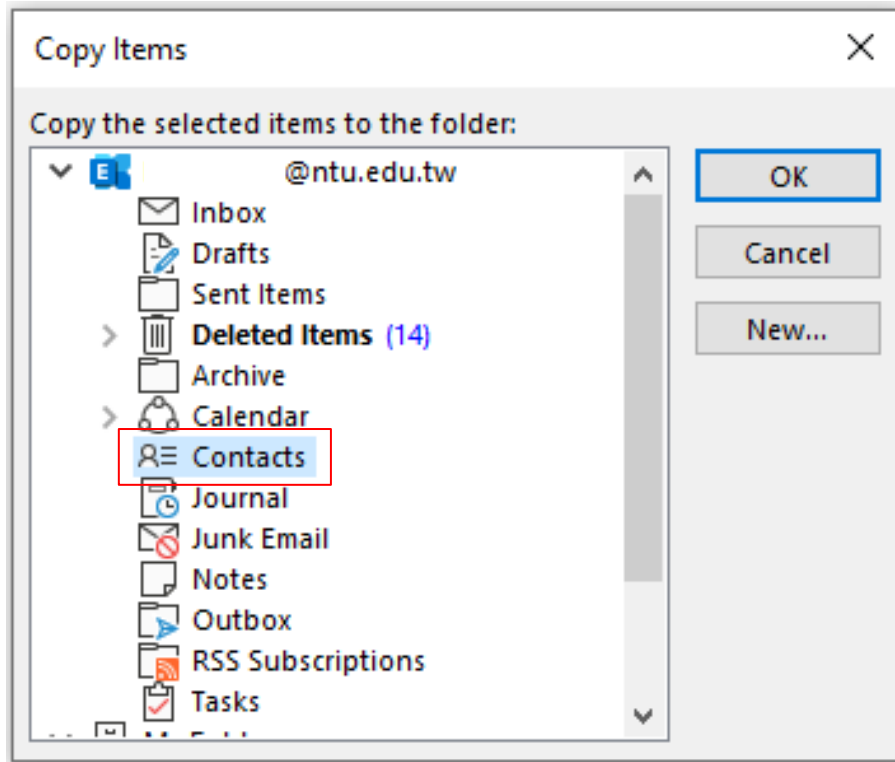 Copy Items
Copy the selected items to the folder:
E @ntu.edu.tw
OK
Inbox
Drafts
Cancel
Sent Items
New...
Deleted Items (14)
Archive
Calendar
Contacts
Journal
Junk Email
Notes
Outbox
RSS Subscriptions
Tasks